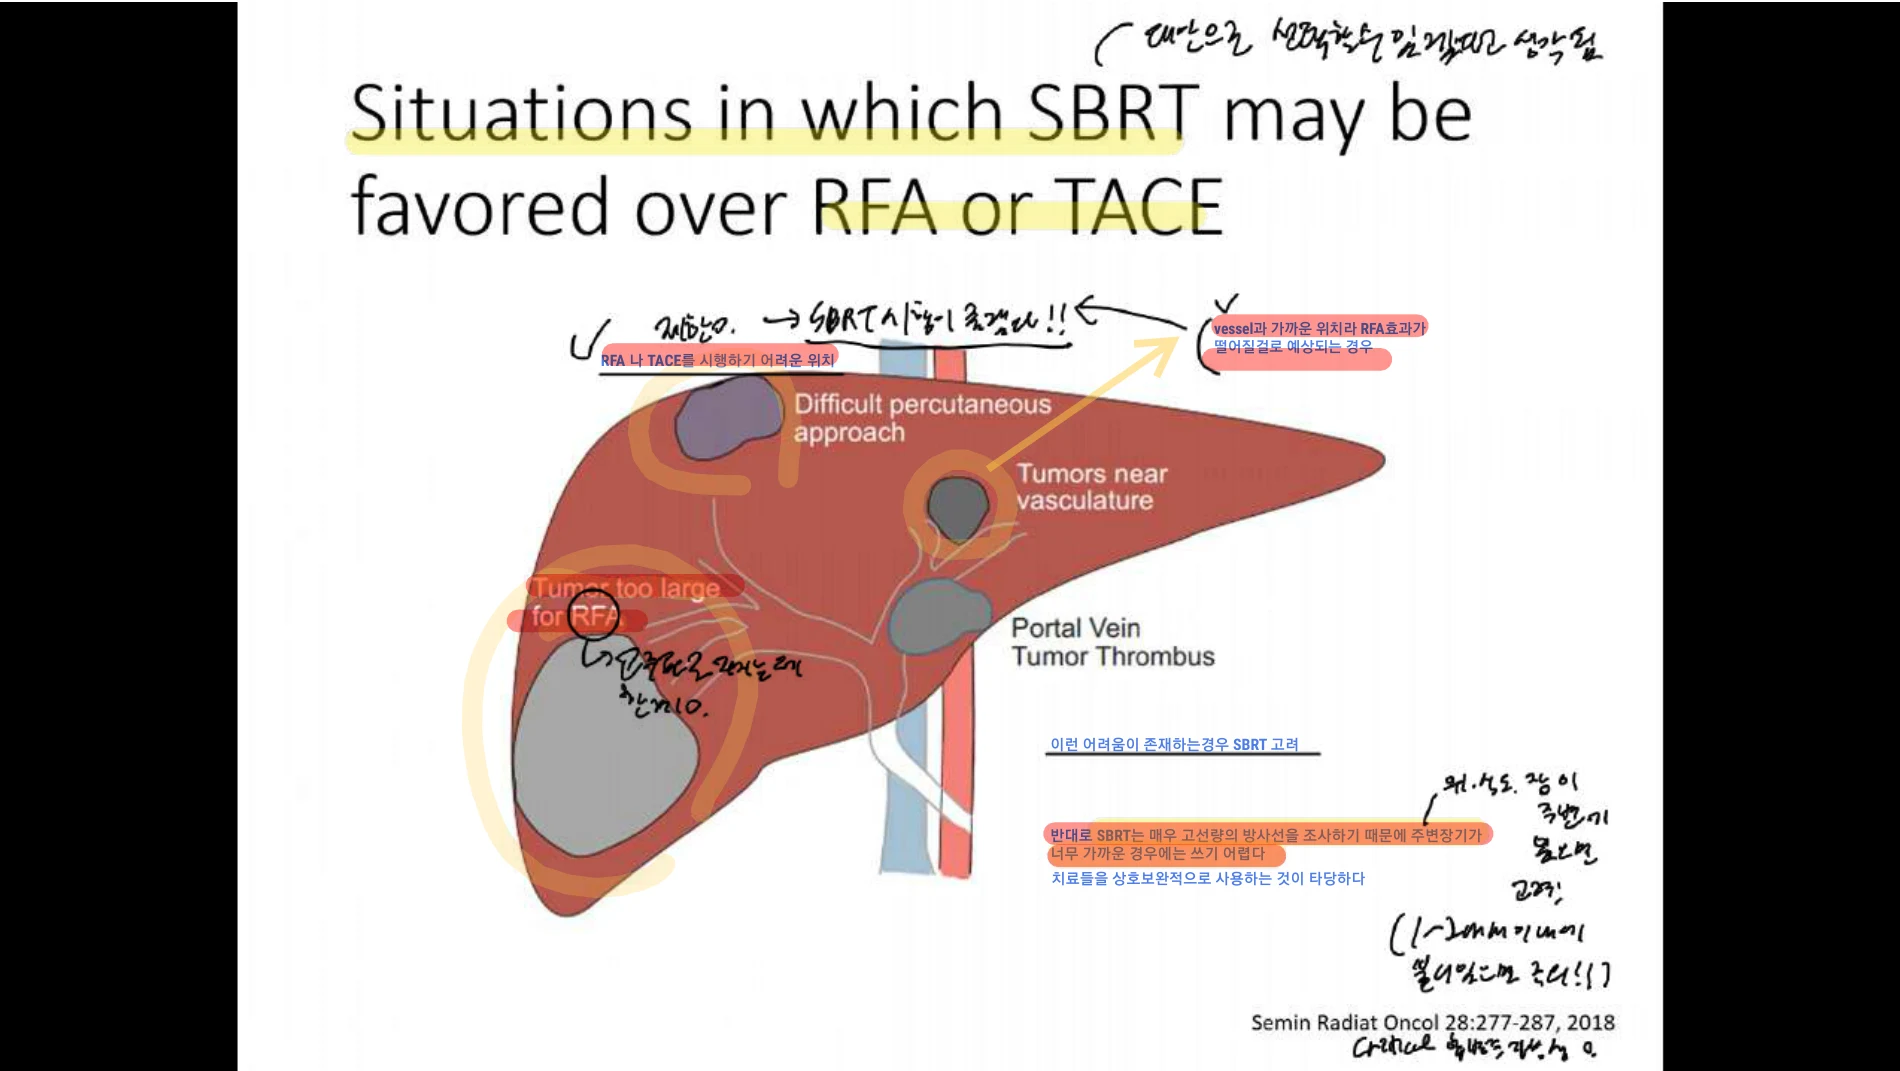 대안으로 선택할 수 있겠다고 생각됨
Situations in which SBRT may be
favored over RFA or TACE
제한O. → SBRT 시행이 좋겠다!!
RFA 나 TACE를 시행하기 어려운 위치
vessel과 가까운 위치라 RFA효과가
떨어질걸로 예상되는 경우
Difficult percutaneous
approach
Tumors near
vasculature
Tumor too large
for RFA
한계O.
Portal Vein
Tumor Thrombus
이런 어려움이 존재하는경우 SBRT 고려
위·식도. 장이
주변에
있으면
고려;
반대로 SBRT는 매우 고선량의 방사선을 조사하기 때문에 주변장기가
너무 가까운 경우에는 쓰기 어렵다
치료들을 상호보완적으로 사용하는 것이 타당하다
붙어있으면 주의!!)
Semin Radiat Oncol 28:277-287, 2018
Critical